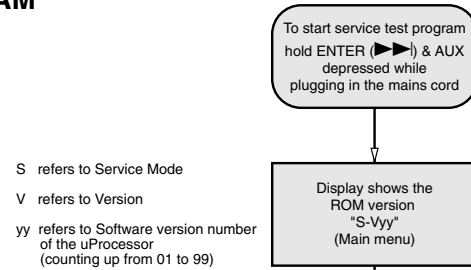 AM
To start service test program
hold ENTER (▶▶|) & AUX
depressed while
plugging in the mains cord
S refers to Service Mode
V refers to Version
yy refers to Software version number
of the uProcessor
(counting up from 01 to 99)
Display shows the
ROM version
"S-Vyy"
(Main menu)